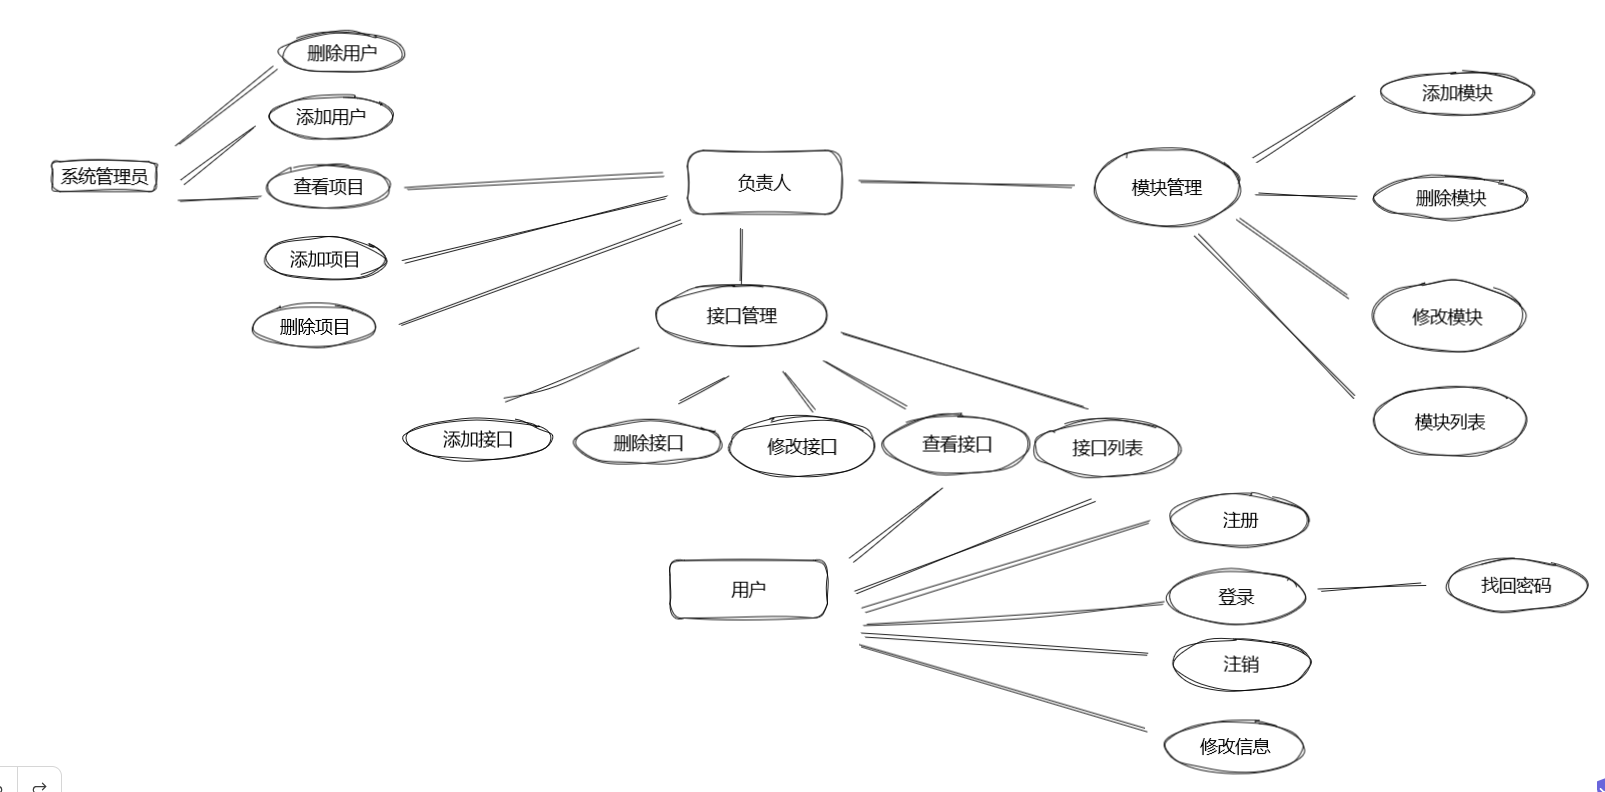 删除用户
添加用户
系统管理员
查看项目
添加项目
删除项目
负责人
模块管理
添加模块
删除模块
修改模块
模块列表
接口管理
添加接口
删除接口
修改接口
查看接口
接口列表
用户
注册
登录
找回密码
注销
修改信息